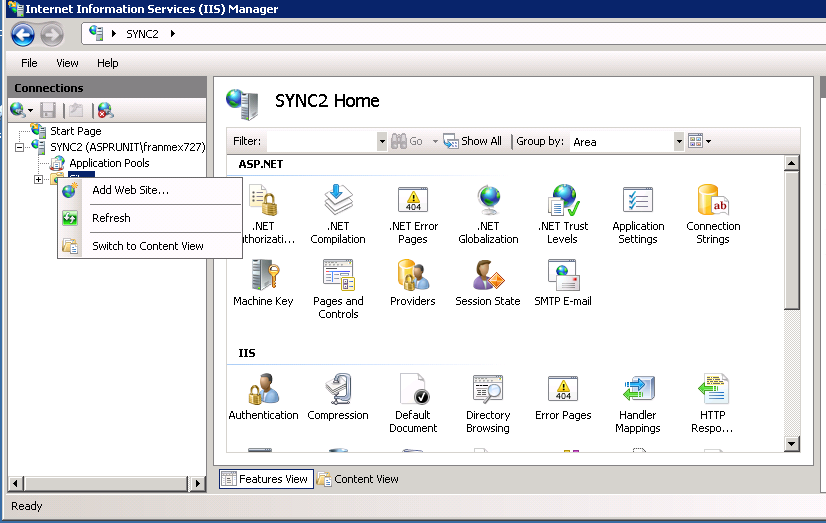 Internet Information Services (IIS) Manager
SYNC2
File View Help
Connections
Start Page
SYNC2 (ASPRUNIT\franmex727)
Application Pools
Add Web Site...
Refresh
Switch to Content View
SYNC2 Home
Filter: Go Show All Group by: Area
ASP.NET
.NET
.NET
Compilation
.NET Error
Pages
.NET
Globalization
.NET Trust
Levels
Application
Settings
Connection
Strings
Machine Key
Pages and
Controls
Providers
Session State
SMTP E-mail
IIS
Authentication
Compression
Default
Document
Directory
Browsing
Error Pages
Handler
Mappings
HTTP
Respo...
Features View Content View
Ready